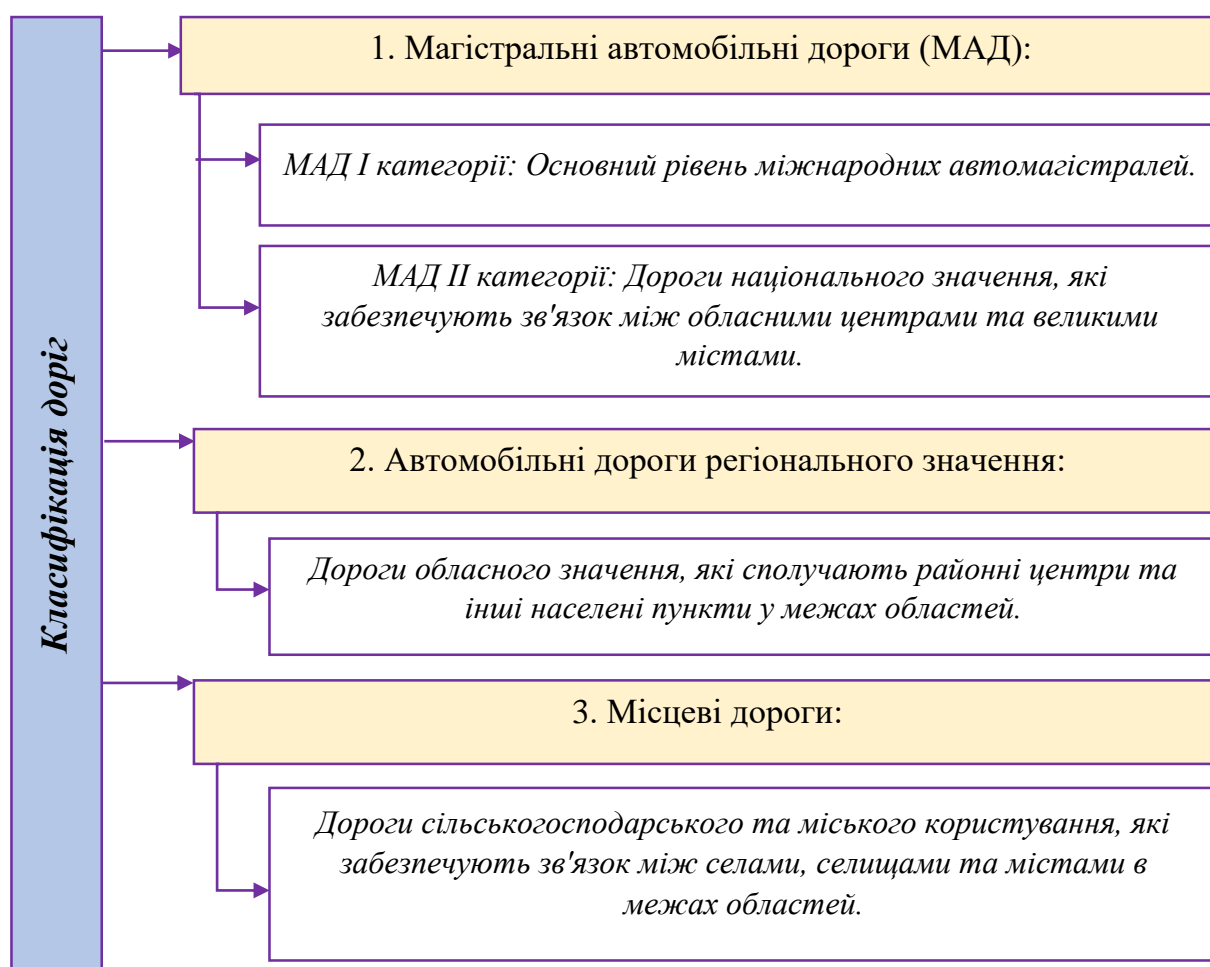 Класифікація доріг
1. Магістральні автомобільні дороги (МАД):
МАД I категорії: Основний рівень міжнародних автомагістралей.
МАД II категорії: Дороги національного значення, які
забезпечують зв'язок між обласними центрами та великими
містами.
2. Автомобільні дороги регіонального значення:
Дороги обласного значення, які сполучають районні центри та
інші населені пункти у межах областей.
3. Місцеві дороги:
Дороги сільськогосподарського та міського користування, які
забезпечують зв'язок між селами, селищами та містами в
межах областей.